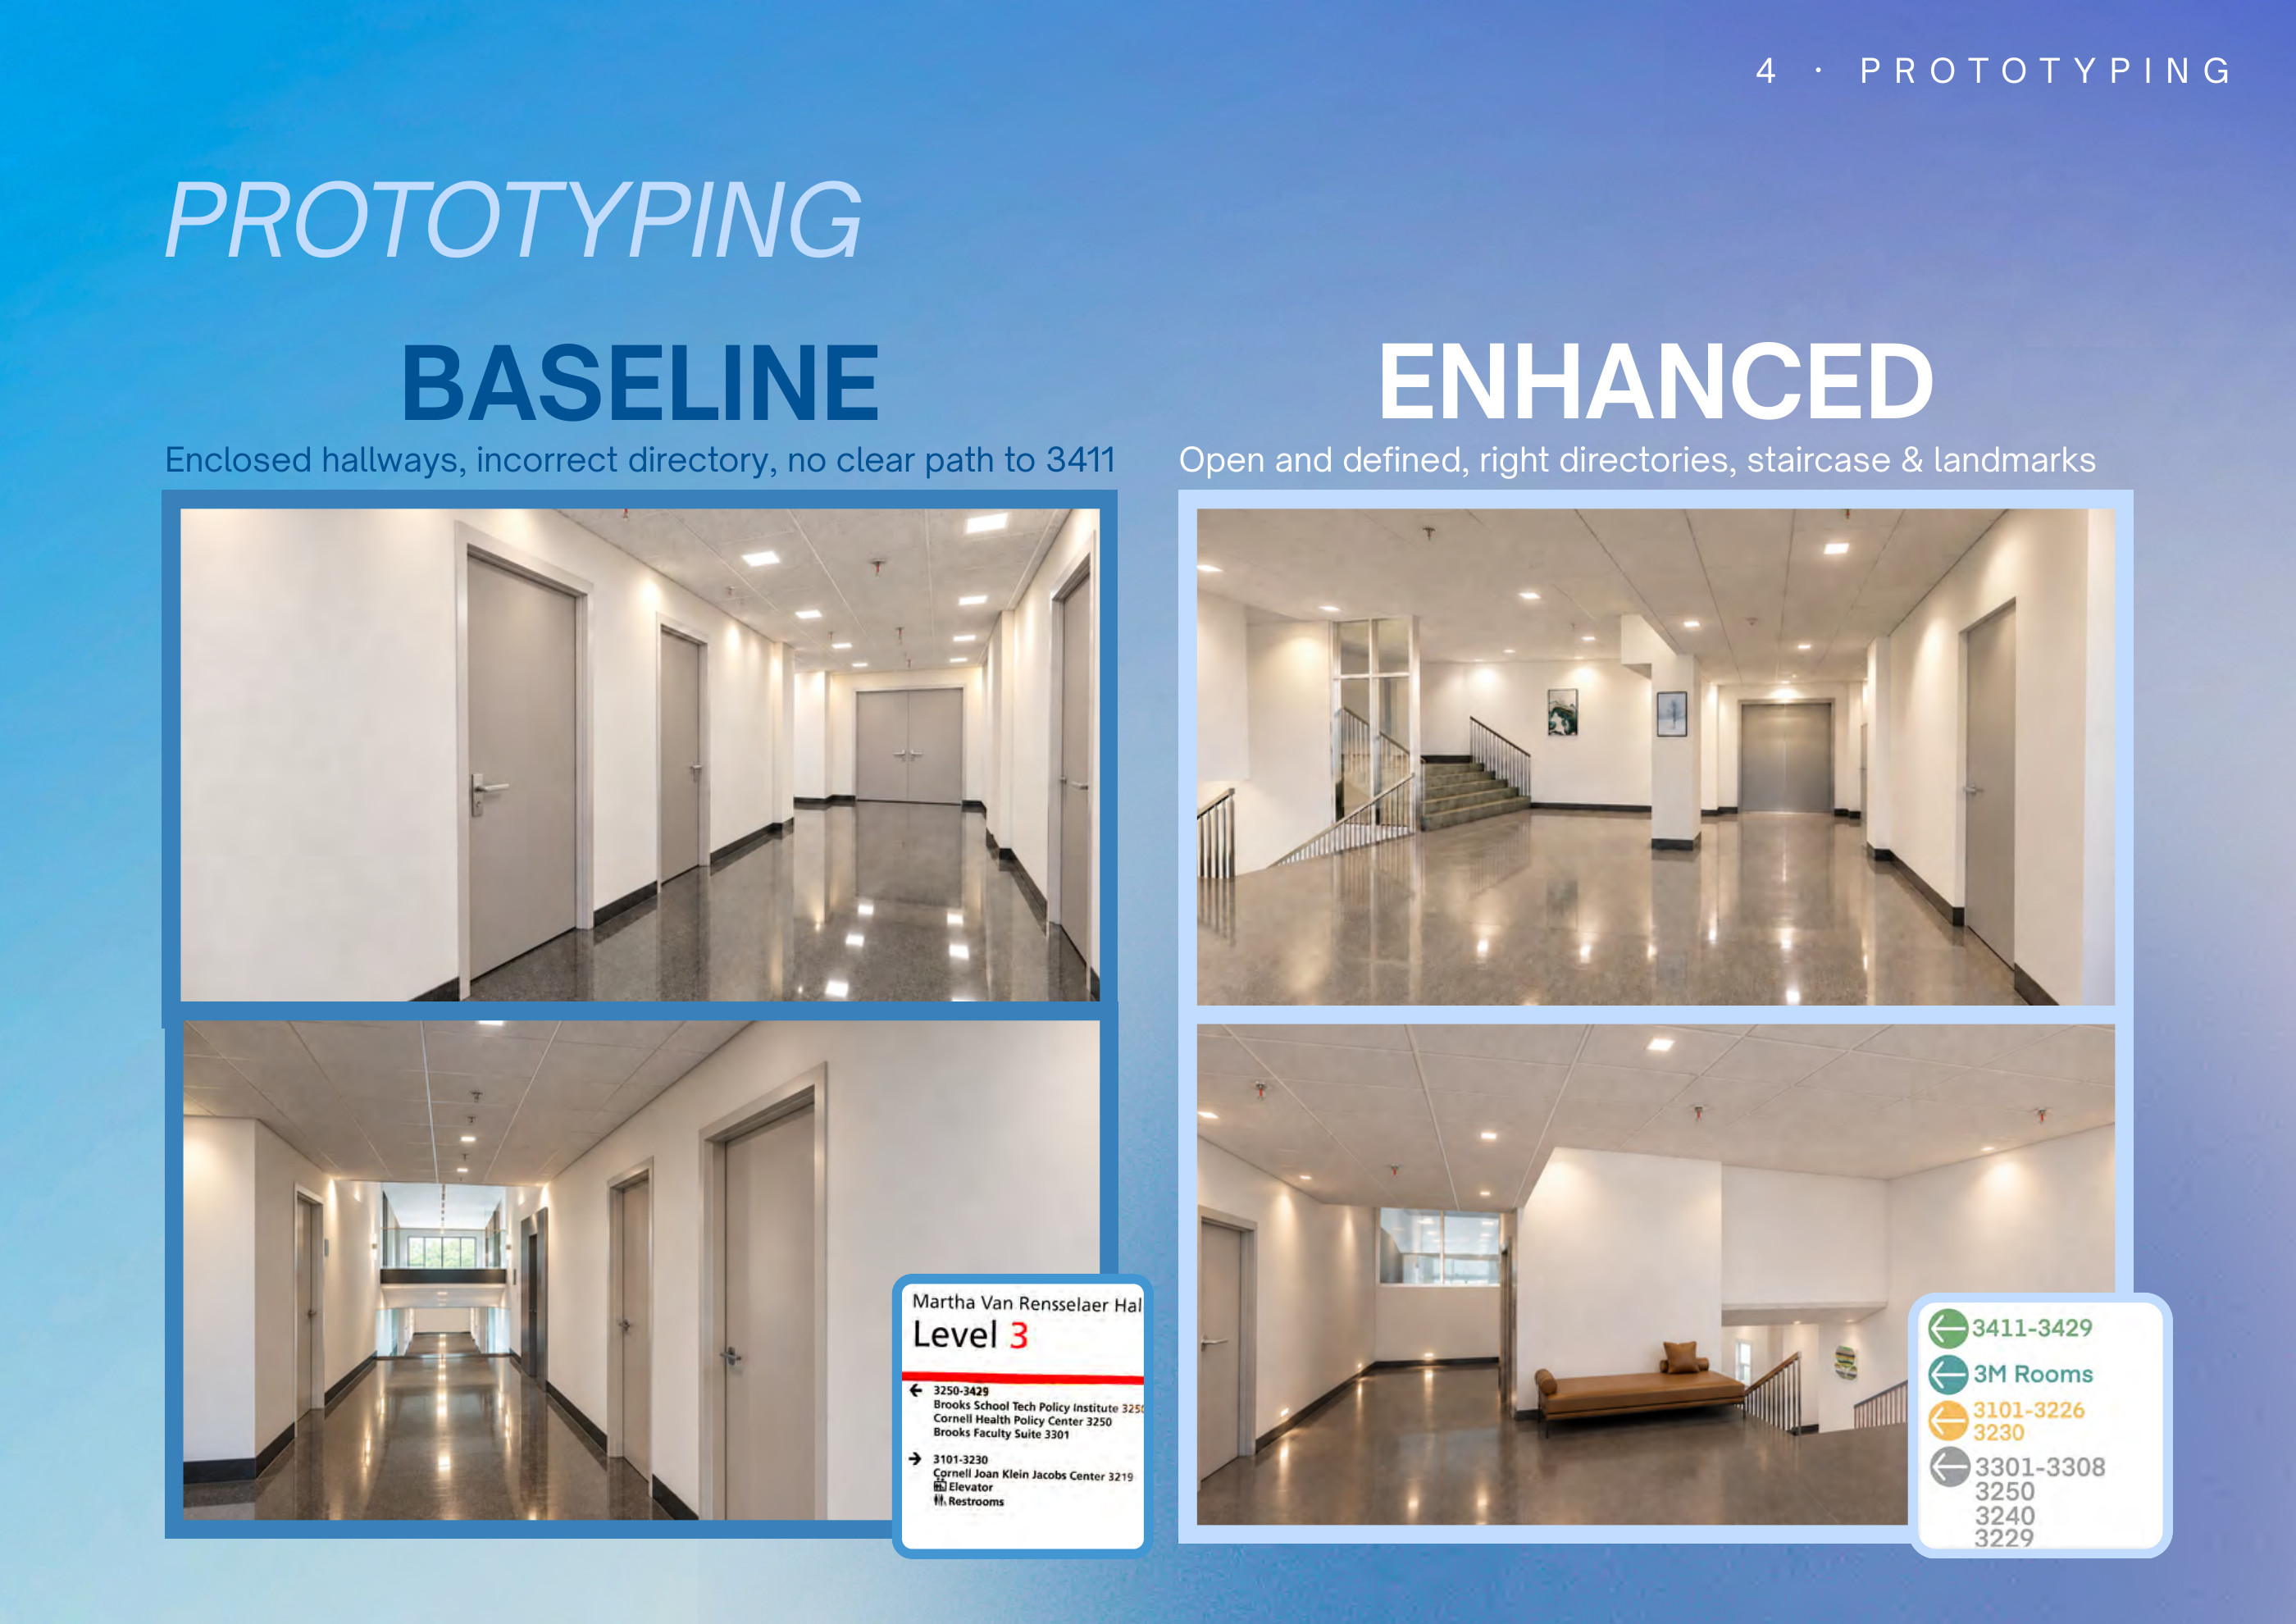 4 · PROTOTYPING
PROTOTYPING
BASELINE
Enclosed hallways, incorrect directory, no clear path to 3411
ENHANCED
Open and defined, right directories, staircase & landmarks
Martha Van Rensselaer Hal
Level 3
← 3250-3429
Brooks School Tech Policy Institute 325
Cornell Health Policy Center 3250
Brooks Faculty Suite 3301
→ 3101-3230
Cornell Joan Klein Jacobs Center 3219
Elevator
Restrooms
← 3411-3429
← 3M Rooms
← 3101-3226
3230
← 3301-3308
3250
3240
3229